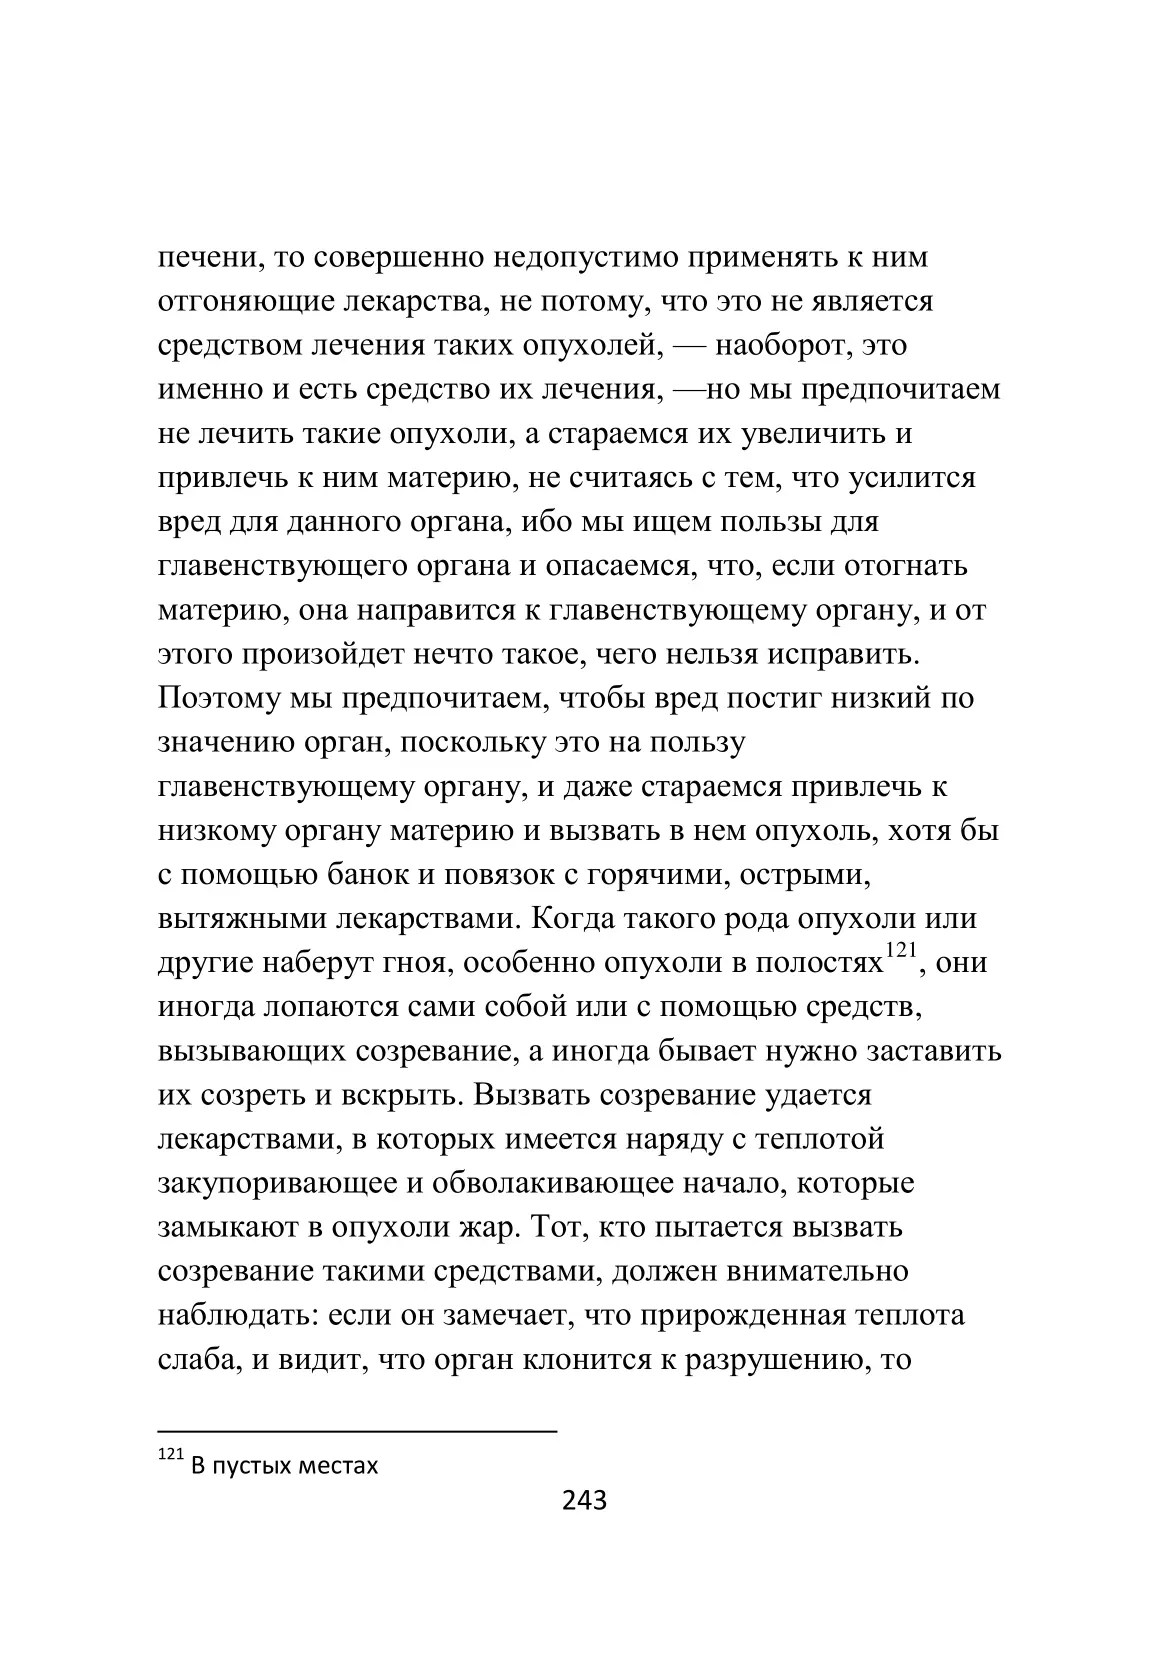 печени, то совершенно недопустимо применять к ним
отгоняющие лекарства, не потому, что это не является
средством лечения таких опухолей, — наоборот, это
именно и есть средство их лечения, —но мы предпочитаем
не лечить такие опухоли, а стараемся их увеличить и
привлечь к ним материю, не считаясь с тем, что усилится
вред для данного органа, ибо мы ищем пользы для
главенствующего органа и опасаемся, что, если отогнать
материю, она направится к главенствующему органу, и от
этого произойдет нечто такое, чего нельзя исправить.
Поэтому мы предпочитаем, чтобы вред постиг низкий по
значению орган, поскольку это на пользу
главенствующему органу, и даже стараемся привлечь к
низкому органу материю и вызвать в нем опухоль, хотя бы
с помощью банок и повязок с горячими, острыми,
вытяжными лекарствами. Когда такого рода опухоли или
другие наберут гноя, особенно опухоли в полостях121, они
иногда лопаются сами собой или с помощью средств,
вызывающих созревание, а иногда бывает нужно заставить
их созреть и вскрыть. Вызвать созревание удается
лекарствами, в которых имеется наряду с теплотой
закупоривающее и обволакивающее начало, которые
замыкают в опухоли жар. Тот, кто пытается вызвать
созревание такими средствами, должен внимательно
наблюдать: если он замечает, что прирожденная теплота
слаба, и видит, что орган клонится к разрушению, то
121 В пустых местах
243